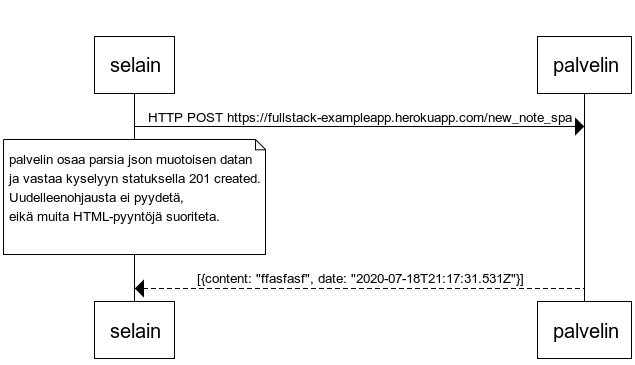 selain
palvelin
HTTP POST https://fullstack-exampleapp.herokuapp.com/new_note_spa
palvelin osaa parsia json muotoisen datan
ja vastaa kyselyyn statuksella 201 created.
Uudelleenohjausta ei pyydetä,
eikä muita HTML-pyyntöjä suoriteta.
[{content: "ffasfasf", date: "2020-07-18T21:17:31.531Z"}]
selain
palvelin